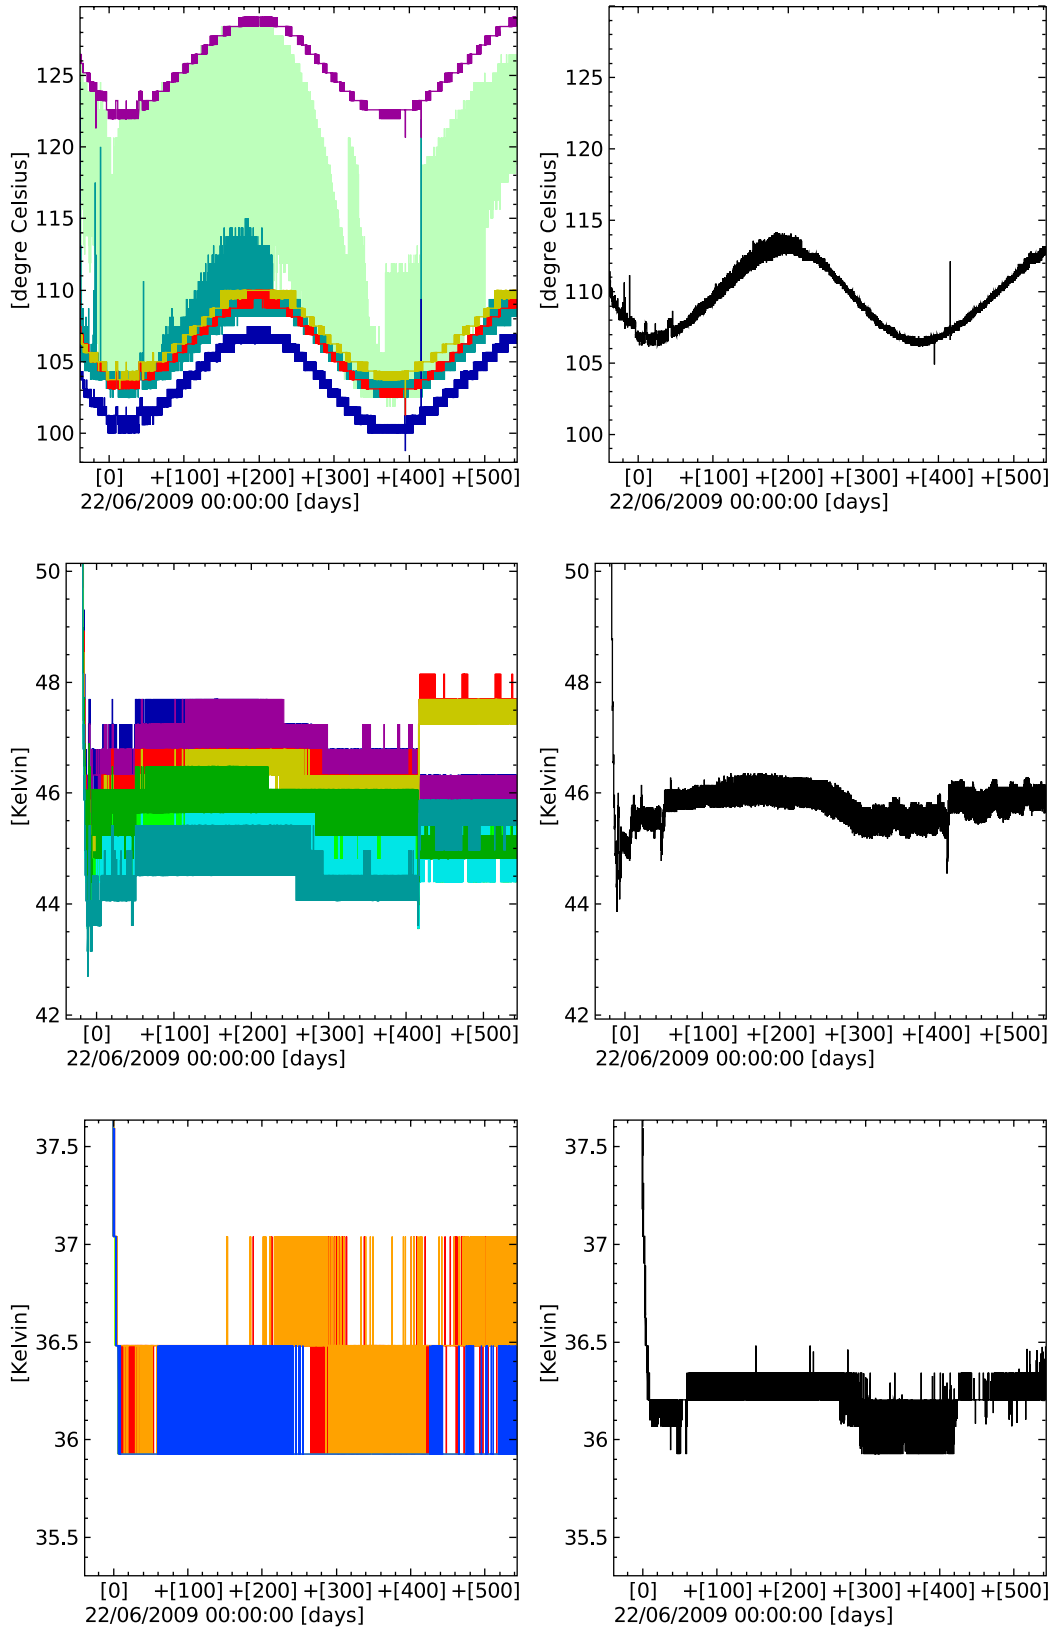 [degre Celsius]
125
120
115
110
105
100
[0] +[100] +[200] +[300] +[400] +[500]
22/06/2009 00:00:00 [days]
[degre Celsius]
125
120
115
110
105
100
[0] +[100] +[200] +[300] +[400] +[500]
22/06/2009 00:00:00 [days]
[Kelvin]
50
48
46
44
42
[0] +[100] +[200] +[300] +[400] +[500]
22/06/2009 00:00:00 [days]
[Kelvin]
50
48
46
44
42
[0] +[100] +[200] +[300] +[400] +[500]
22/06/2009 00:00:00 [days]
[Kelvin]
37.5
37
36.5
36
35.5
[0] +[100] +[200] +[300] +[400] +[500]
22/06/2009 00:00:00 [days]
[Kelvin]
37.5
37
36.5
36
35.5
[0] +[100] +[200] +[300] +[400] +[500]
22/06/2009 00:00:00 [days]